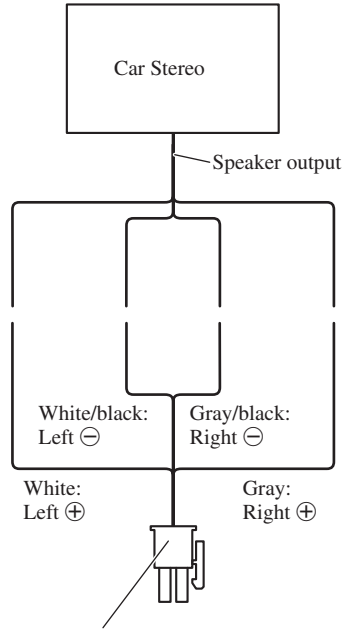 Car Stereo
Speaker output
White/black:
Left ⊖
Gray/black:
Right ⊖
White:
Left ⊕
Gray:
Right ⊕